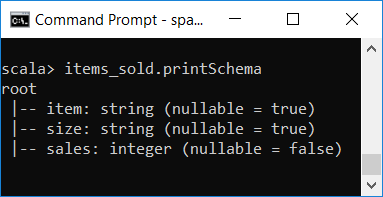 Command Prompt - spa...
scala> items_sold.printSchema
root
 |-- item: string (nullable = true)
 |-- size: string (nullable = true)
 |-- sales: integer (nullable = false)